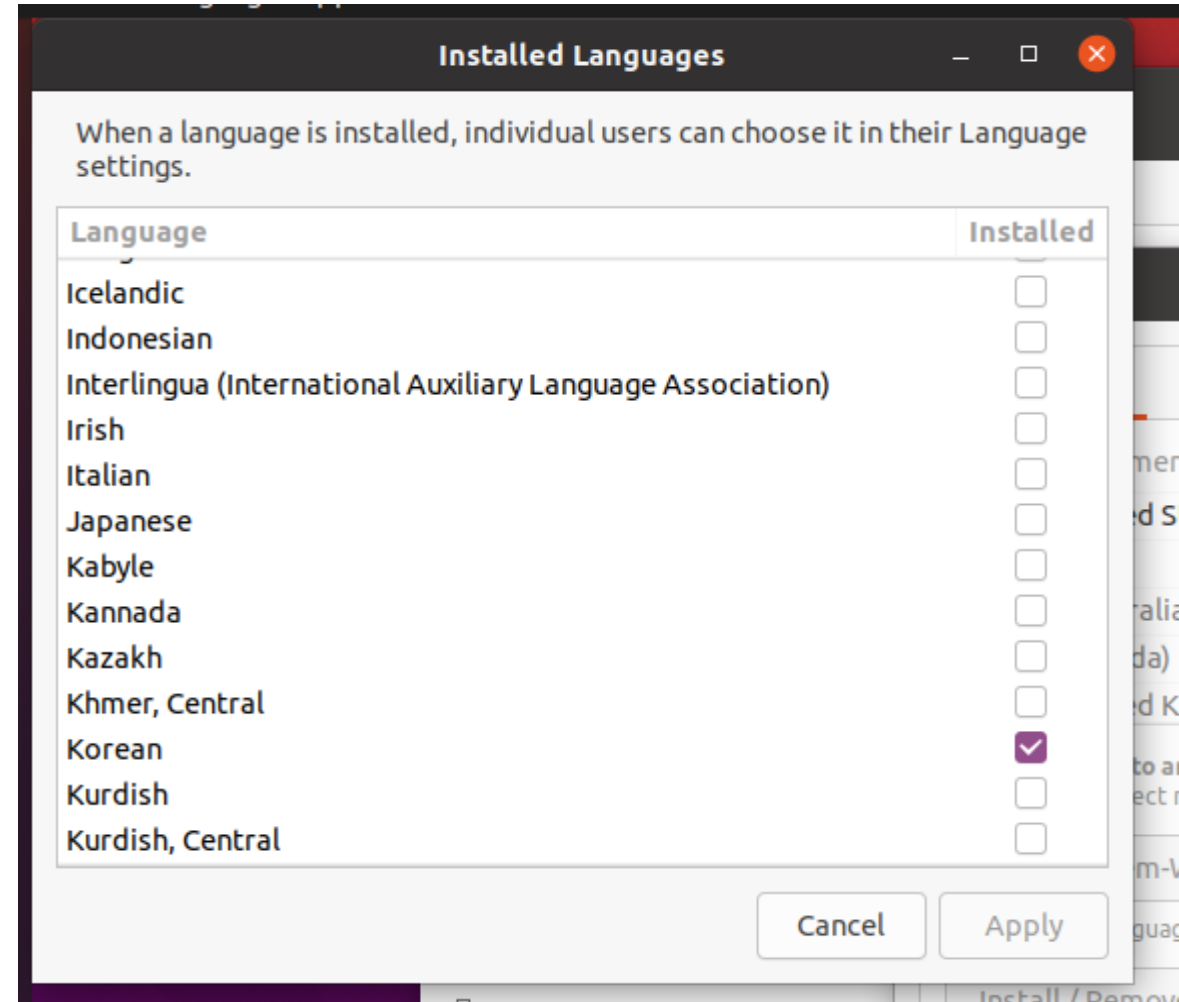 Installed Languages
When a language is installed, individual users can choose it in their Language
settings.
Language Installed
Icelandic
Indonesian
Interlingua (International Auxiliary Language Association)
Irish
Italian
Japanese
Kabyle
Kannada
Kazakh
Khmer, Central
Korean
Kurdish
Kurdish, Central
Cancel Apply